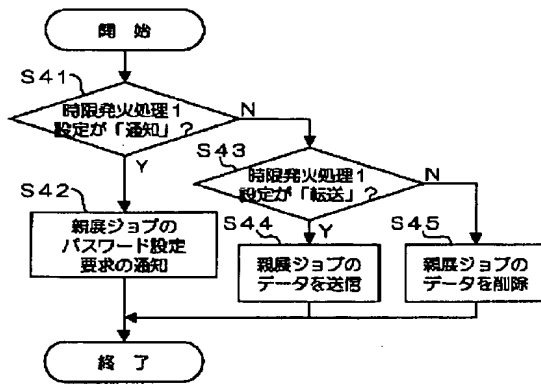 開始
S41
時限発火処理1
設定が「通知」?
N
Y
S43
時限発火処理1
設定が「転送」?
N
Y
S42
親展ジョブの
パスワード設定
要求の通知
S44
親展ジョブの
データを送信
S45
親展ジョブの
データを削除
終了